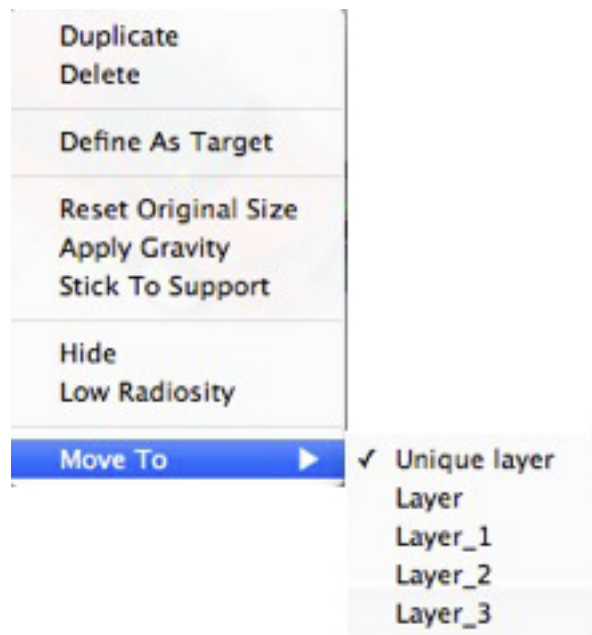 Duplicate
Delete
Define As Target
Reset Original Size
Apply Gravity
Stick To Support
Hide
Low Radiosity
Move To
✓ Unique layer
Layer
Layer_1
Layer_2
Layer_3